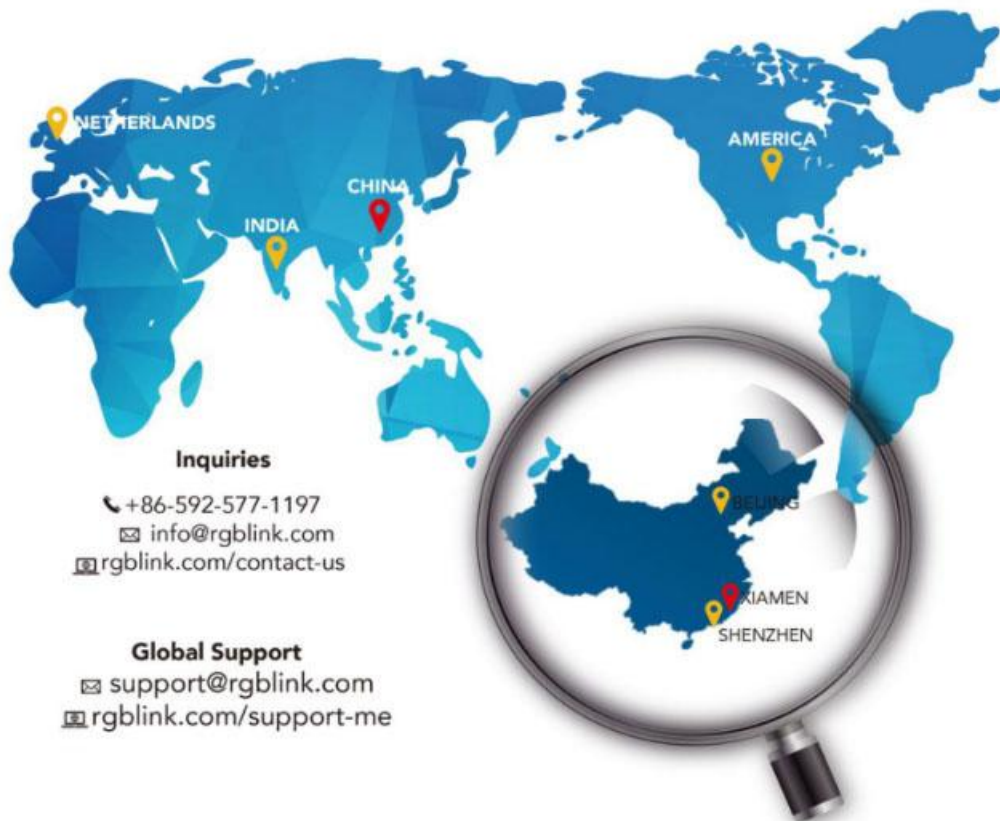 NETHERLANDS
AMERICA
CHINA
INDIA
Inquiries
+86-592-577-1197
info@rgblink.com
rgblink.com/contact-us
Global Support
support@rgblink.com
rgblink.com/support-me
BEIJING
XIAMEN
SHENZHEN